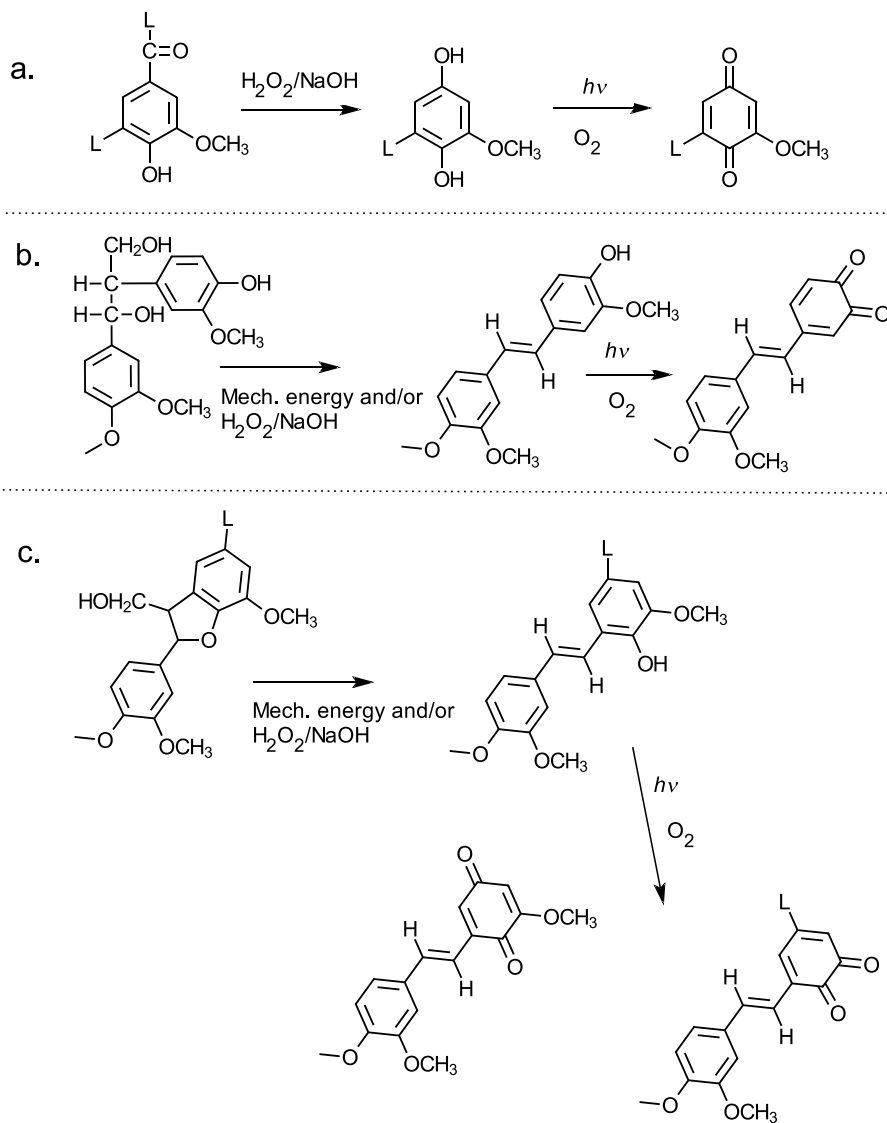 a.
L
C=O
L
OCH3
OH
H2O2/NaOH
OH
L
OCH3
OH
hν
O2
O
L
OCH3
O
b.
CH2OH
H C
H C OH
OH
OCH3
OCH3
O
Mech. energy and/or
H2O2/NaOH
OH
OCH3
H
H
O
OCH3
hν
O2
O
O
H
H
O
OCH3
c.
L
HOH2C
OCH3
O
O
OCH3
Mech. energy and/or
H2O2/NaOH
L
OCH3
H
OH
H
O
OCH3
hν
O2
O
OCH3
H
O
H
O
OCH3
L
O
H
O
H
O
OCH3